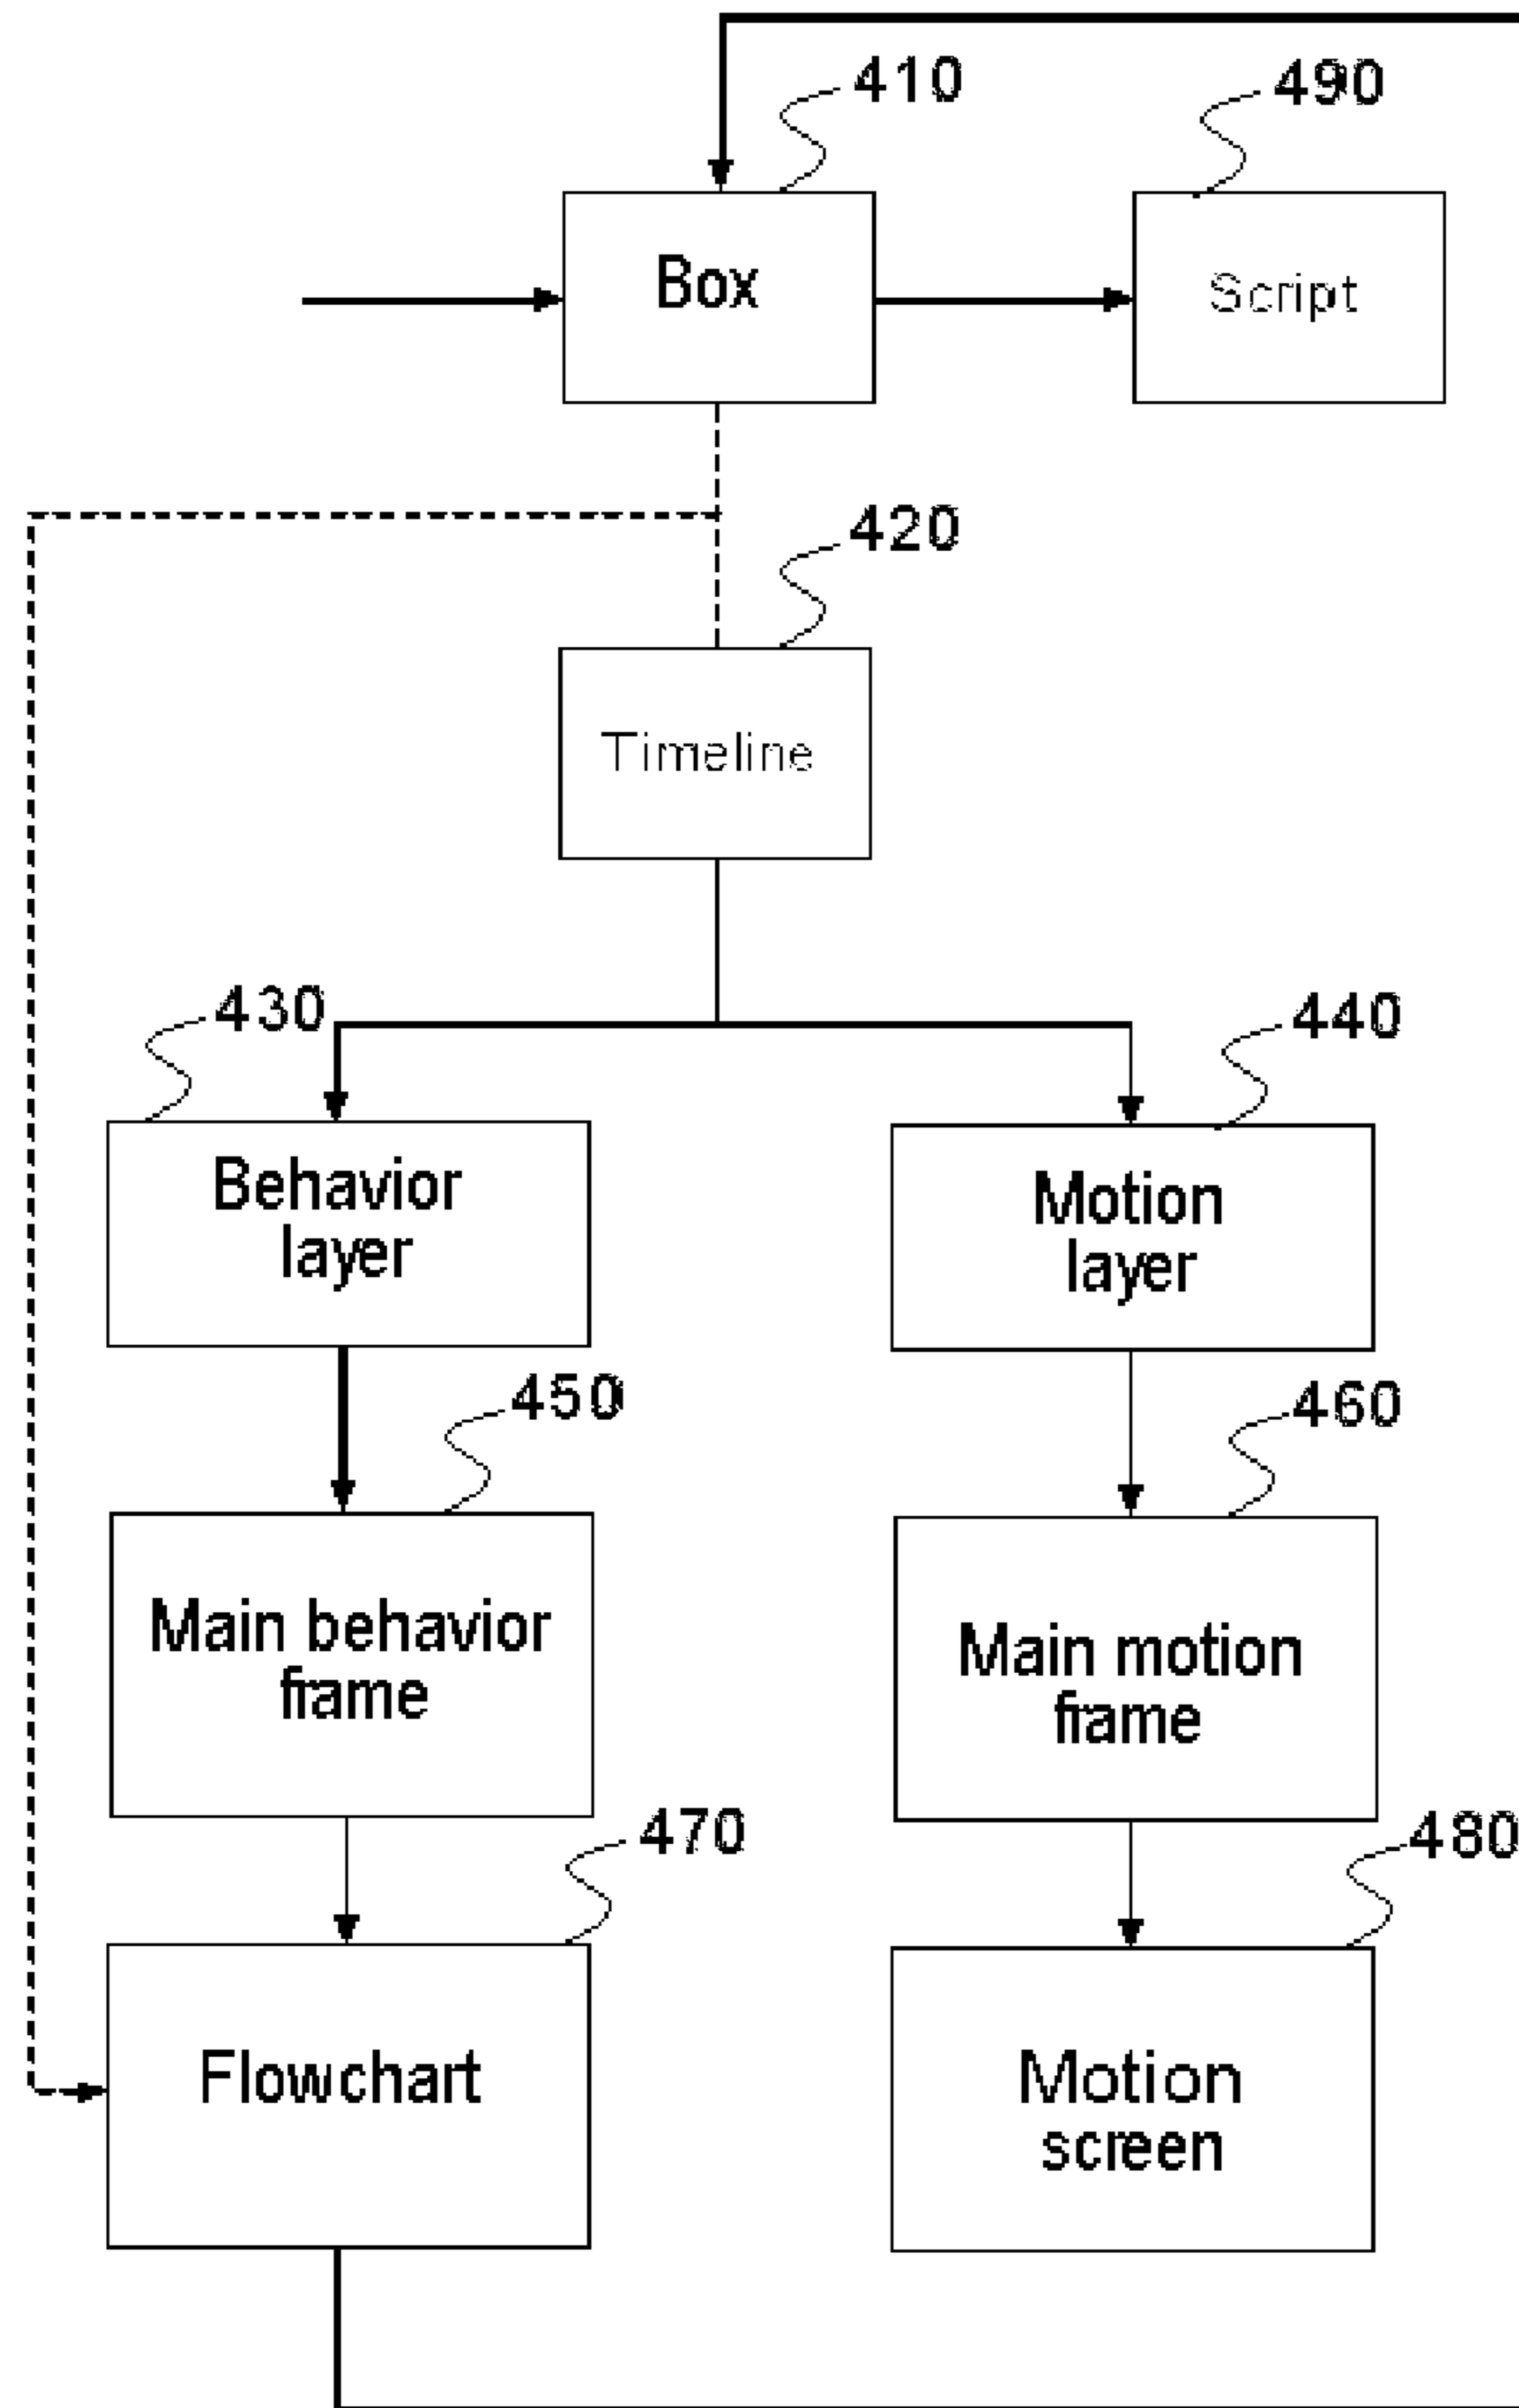 410
490
Box
Script
420
Timeline
430
440
Behavior
layer
Motion
layer
450
460
Main behavior
frame
Main motion
frame
470
480
Flowchart
Motion
screen